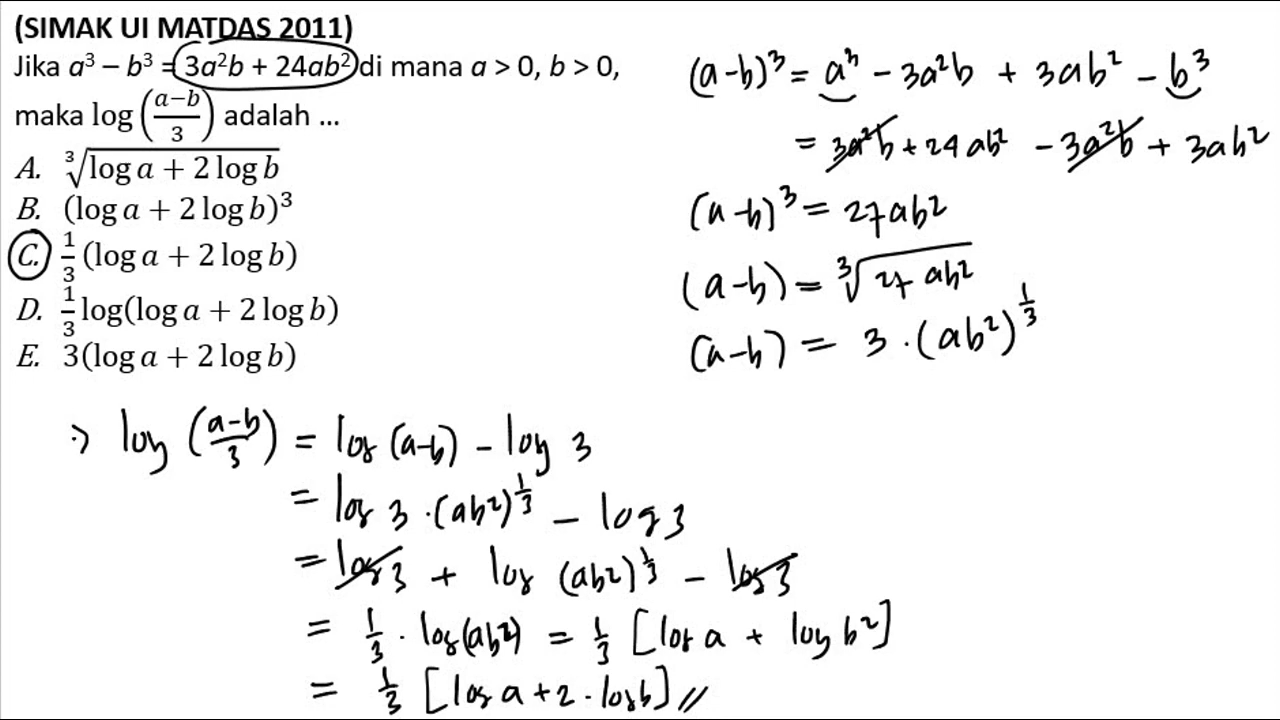 (SIMAK UI MATDAS 2011)
Jika a³ – b³ = 3a²b + 24ab² di mana a > 0, b > 0,
maka log (a−b/3) adalah ...
A. ∛(log a + 2 log b)
B. (log a + 2 log b)³
C. 1/3 (log a + 2 log b)
D. 1/3 log(log a + 2 log b)
E. 3(log a + 2 log b)
(a-b)³ = a³ - 3a²b + 3ab² - b³
= 3a²b + 24ab² - 3a²b + 3ab²
(a-b)³ = 27ab²
(a-b) = ∛(27ab²)
(a-b) = 3 . (ab²)^(1/3)
:) log (a-b/3) = log (a-b) - log 3
= log 3 . (ab²)^(1/3) - log 3
= log 3 + log (ab²)^(1/3) - log 3
= 1/3 . log(ab²) = 1/3 [log a + log b²]
= 1/3 [log a + 2 . log b] //